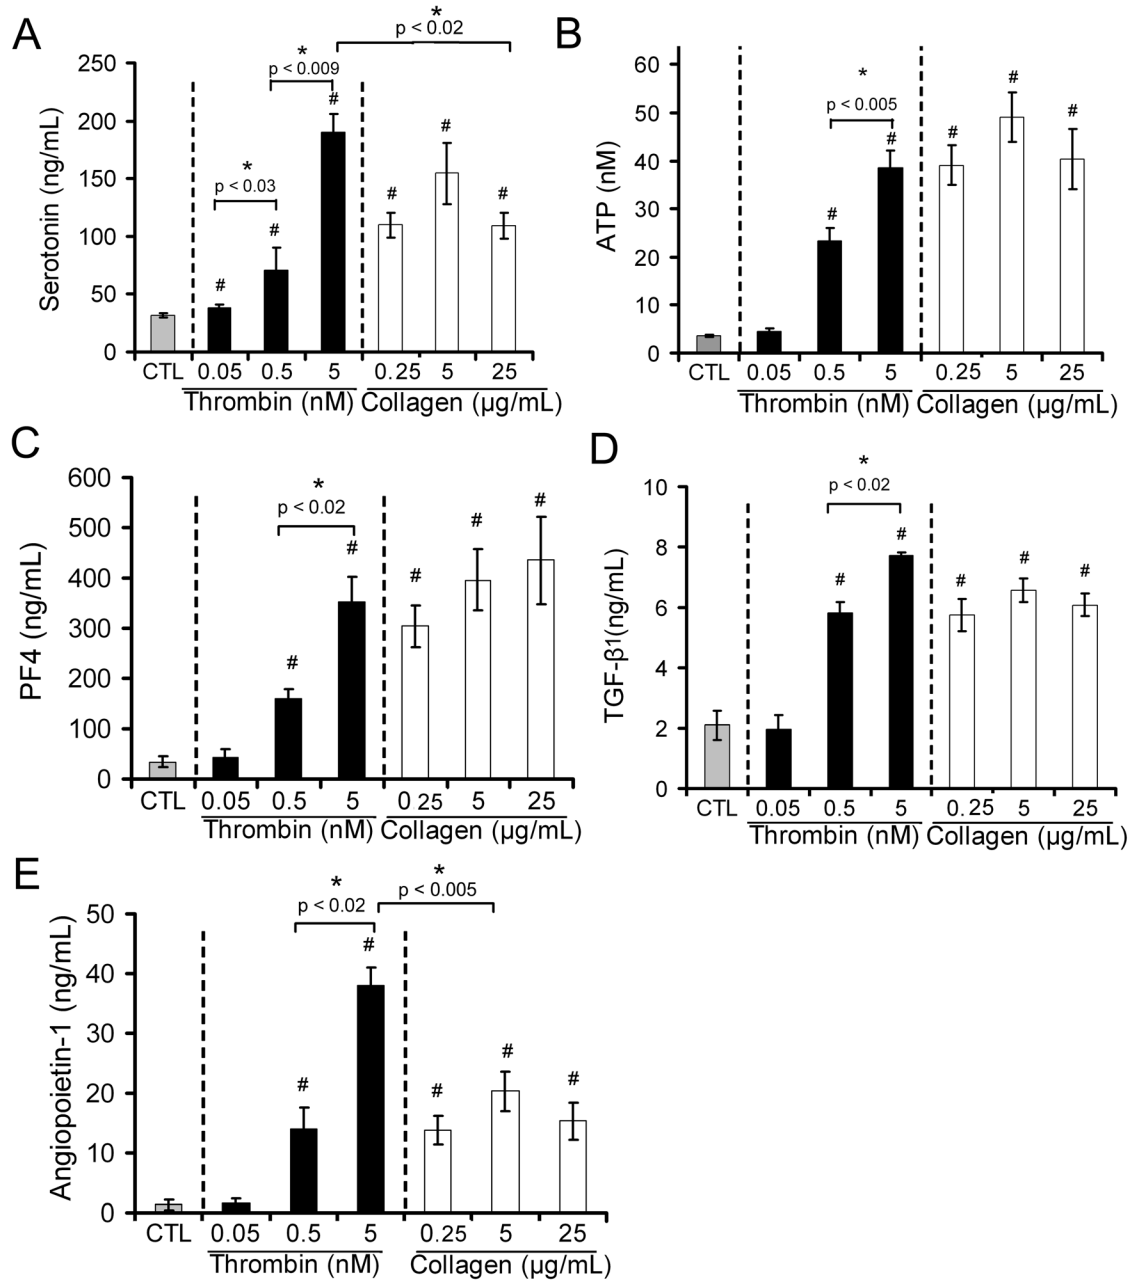 A
*
p < 0.02
*
p < 0.009
#
*
p < 0.03
#
#
#
#
#
250
200
150
100
50
0
Serotonin (ng/mL)
CTL 0.05 0.5 5 0.25 5 25
Thrombin (nM) Collagen (µg/mL)
B
*
p < 0.005
#
#
#
#
#
60
50
40
30
20
10
0
ATP (nM)
CTL 0.05 0.5 5 0.25 5 25
Thrombin (nM) Collagen (µg/mL)
C
*
p < 0.02
#
#
#
#
#
600
500
400
300
200
100
0
PF4 (ng/mL)
CTL 0.05 0.5 5 0 25 5 25
Thrombin (nM) Collagen (µg/mL)
D
*
p < 0.02
#
#
#
#
#
10
8
6
4
2
0
TGF-β1(ng/mL)
CTL 0.05 0.5 5 0.25 5 25
Thrombin (nM) Collagen (µg/mL)
E
*
p < 0.02
*
p < 0.005
#
#
#
#
#
50
40
30
20
10
0
Angiopoietin-1 (ng/mL)
CTL 0.05 0.5 5 0.25 5 25
Thrombin (nM) Collagen (µg/mL)